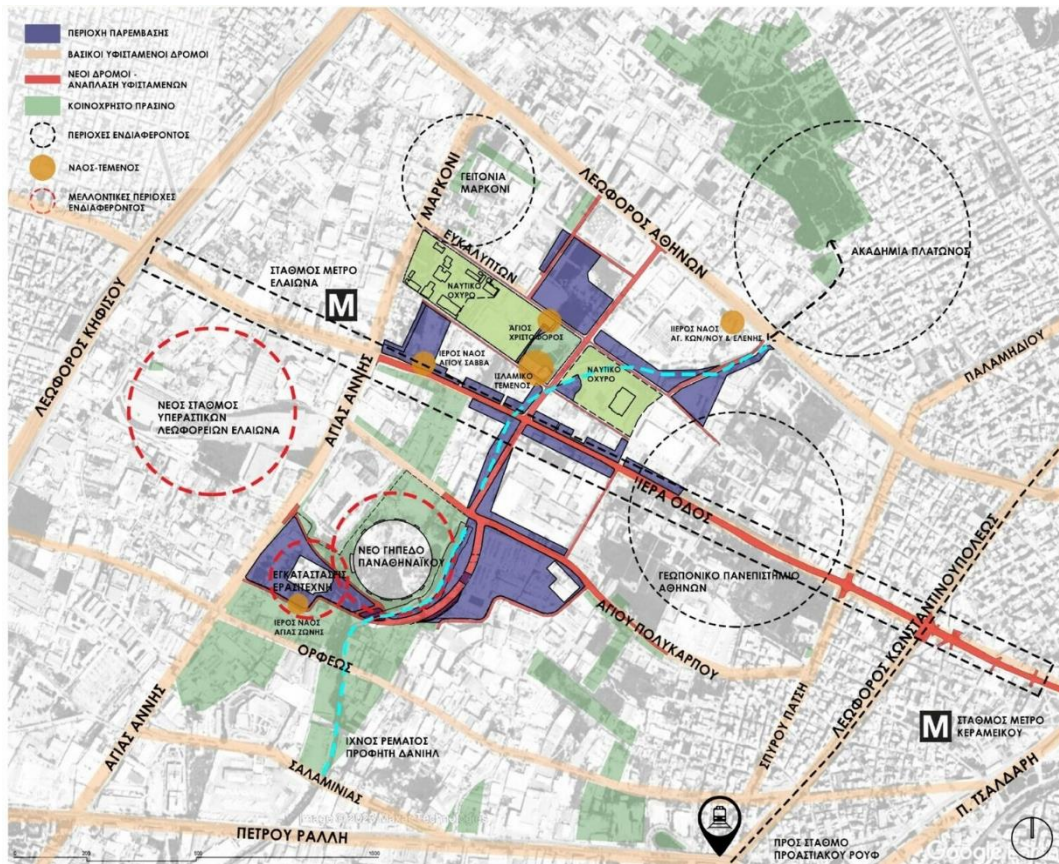 ΠΕΡΙΟΧΗ ΠΑΡΕΜΒΑΣΗΣ
ΒΑΣΙΚΟΙ ΥΦΙΣΤΑΜΕΝΟΙ ΔΡΟΜΟΙ
ΝΕΟΙ ΔΡΟΜΟΙ -
ΑΝΑΠΛΑΣΗ ΥΦΙΣΤΑΜΕΝΩΝ
ΚΟΙΝΟΧΡΗΣΤΟ ΠΡΑΣΙΝΟ
ΠΕΡΙΟΧΕΣ ΕΝΔΙΑΦΕΡΟΝΤΟΣ
ΝΑΟΣ-ΤΕΜΕΝΟΣ
ΜΕΛΛΟΝΤΙΚΕΣ ΠΕΡΙΟΧΕΣ
ΕΝΔΙΑΦΕΡΟΝΤΟΣ
ΓΕΙΤΟΝΙΑ
ΜΑΡΚΟΝΙ
ΜΑΡΚΟΝΙ
ΛΕΩΦΟΡΟΣ ΑΘΗΝΩΝ
ΕΥΚΑΛΥΠΤΩΝ
ΑΚΑΔΗΜΙΑ ΠΛΑΤΩΝΟΣ
ΣΤΑΘΜΟΣ ΜΕΤΡΟ
ΕΛΑΙΩΝΑ
M
ΝΑΥΤΙΚΟ
ΟΧΥΡΟ
ΛΕΩΦΟΡΟΣ ΚΗΦΙΣΟΥ
ΑΓΙΟΣ
ΧΡΙΣΤΟΦΟΡΟΣ
ΙΙΕΡΩΣ ΝΑΟΣ
ΑΓ. ΚΩΝ/ΝΟΥ & ΕΛΕΝΗΣ
ΙΕΡΟΣ ΝΑΟΣ
ΑΓΙΟΥ ΣΑΒΒΑ
ΙΣΛΑΜΙΚΟ
ΤΕΜΕΝΟΣ
ΝΑΥΤΙΚΟ
ΟΧΥΡΟ
ΠΑΛΑΜΗΔΙΟΥ
ΝΕΟΣ ΣΤΑΘΜΟΣ
ΥΠΕΡΑΣΤΙΚΩΝ
ΛΕΩΦΟΡΕΙΩΝ ΕΛΑΙΩΝΑ
ΑΓΙΑΣ ΑΝΝΗΣ
ΙΙΕΡΑ ΟΔΟΣ
ΝΕΟ ΓΗΠΕΔΟ
ΠΑΝΑΘΗΝΑΪΚΟΥ
ΕΓΚΑΤΑΣΤΑΣΕΙΣ
ΕΡΑΣΙΤΕΧΝΗ
ΓΕΩΠΟΝΙΚΟ ΠΑΝΕΠΙΣΤΗΜΙΟ
ΑΘΗΝΩΝ
ΛΕΩΦΟΡΟΣ ΚΩΝΣΤΑΝΤΙΝΟΥΠΟΛΕΩΣ
ΙΕΡΟΣ ΝΑΟΣ
ΑΓΙΑΣ ΖΩΝΗΣ
ΑΓΙΟΥ ΠΟΛΥΚΑΡΠΟΥ
ΟΡΦΕΩΣ
ΑΓΙΑΣ ΑΝΝΗΣ
ΣΠΥΡΟΥ ΠΑΤΣΗ
M
ΣΤΑΘΜΟΣ ΜΕΤΡΟ
ΚΕΡΑΜΕΙΚΟΥ
ΙΧΝΟΣ ΡΕΜΑΤΟΣ
ΠΡΟΦΗΤΗ ΔΑΝΙΗΛ
ΣΑΛΑΜΙΝΙΑΣ
Π. ΤΣΑΛΔΑΡΗ
ΠΕΤΡΟΥ ΡΑΛΛΗ
ΠΡΟΣ ΣΤΑΘΜΟ
ΠΡΟΑΣΤΙΑΚΟΥ ΡΟΥΦ
Google